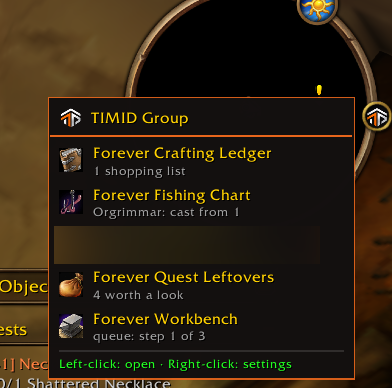 TIMID Group
Forever Crafting Ledger
1 shopping list
Forever Fishing Chart
Orgrimmar: cast from 1
Forever Quest Leftovers
4 worth a look
Forever Workbench
queue: step 1 of 3
Left-click: open · Right-click: settings
Objec
ests
Nec
0/1 Shattered Necklace